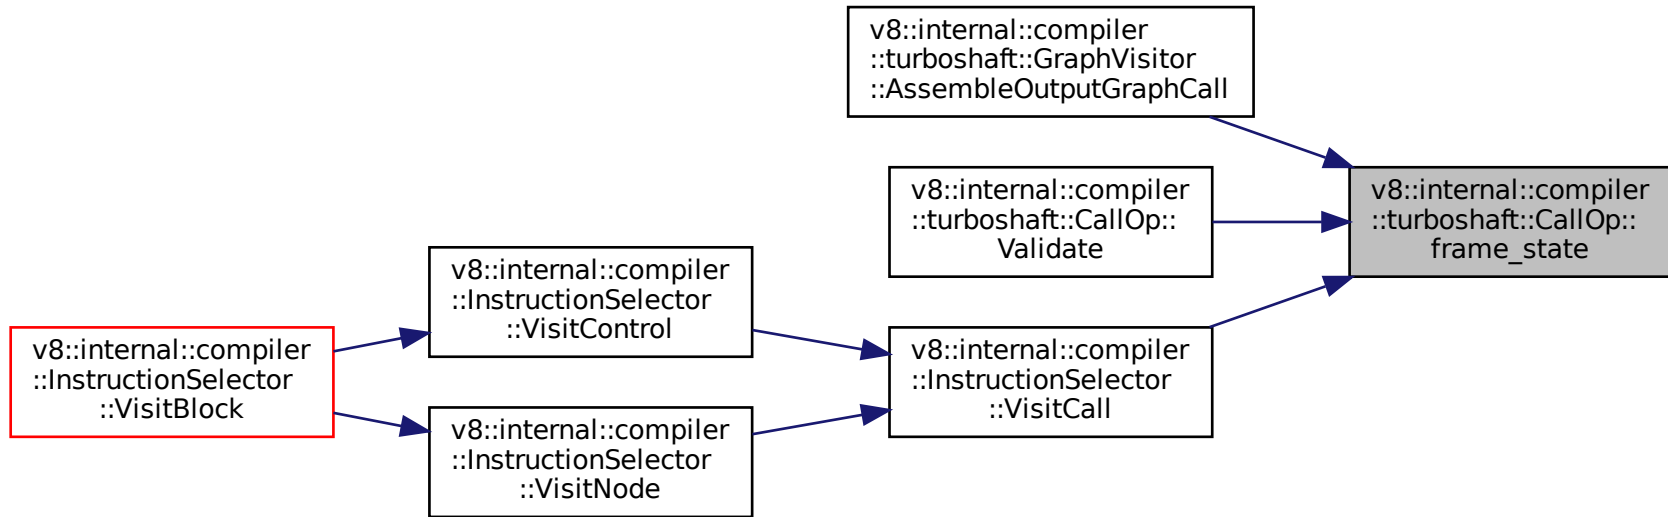 v8::internal::compiler
::turboshaft::GraphVisitor
::AssembleOutputGraphCall
v8::internal::compiler
::turboshaft::CallOp::
Validate
v8::internal::compiler
::turboshaft::CallOp::
frame_state
v8::internal::compiler
::InstructionSelector
::VisitControl
v8::internal::compiler
::InstructionSelector
::VisitBlock
v8::internal::compiler
::InstructionSelector
::VisitCall
v8::internal::compiler
::InstructionSelector
::VisitNode